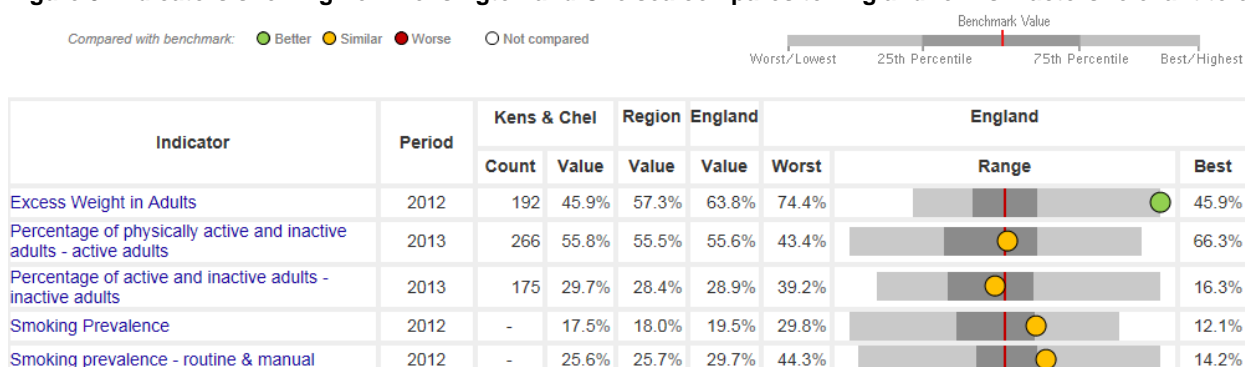 Compared with benchmark: Better Similar Worse Not compared
Benchmark Value
Worst/Lowest 25th Percentile 75th Percentile Best/Highest
Indicator Period Kens & Chel Region England England
Count Value Value Value Worst Range Best
Excess Weight in Adults 2012 192 45.9% 57.3% 63.8% 74.4% 45.9%
Percentage of physically active and inactive
adults - active adults 2013 266 55.8% 55.5% 55.6% 43.4% 66.3%
Percentage of active and inactive adults -
inactive adults 2013 175 29.7% 28.4% 28.9% 39.2% 16.3%
Smoking Prevalence 2012 - 17.5% 18.0% 19.5% 29.8% 12.1%
Smoking prevalence - routine & manual 2012 - 25.6% 25.7% 29.7% 44.3% 14.2%